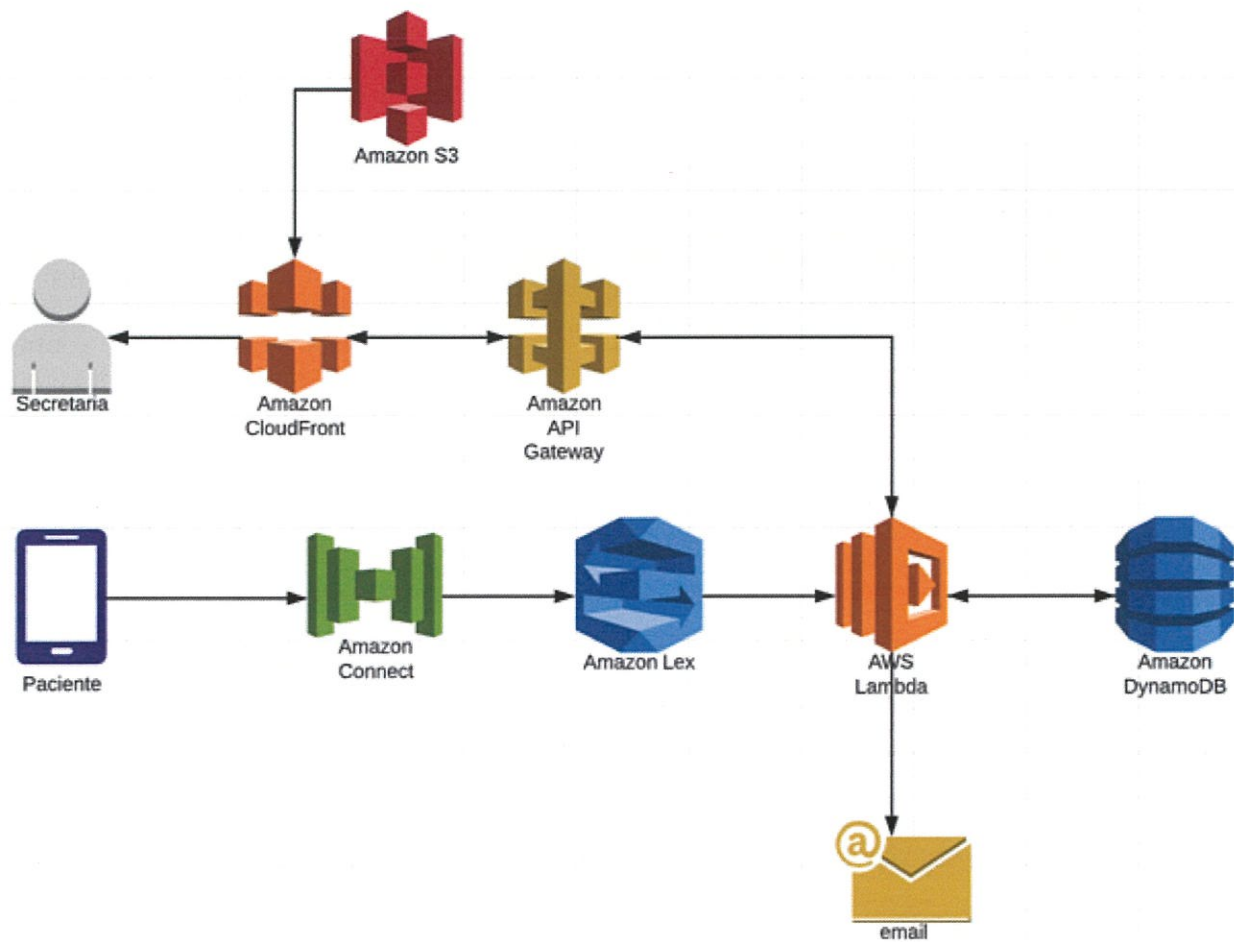 Amazon S3
Secretaria
Amazon
CloudFront
Amazon
API
Gateway
Paciente
Amazon
Connect
Amazon Lex
AWS
Lambda
Amazon
DynamoDB
@
email